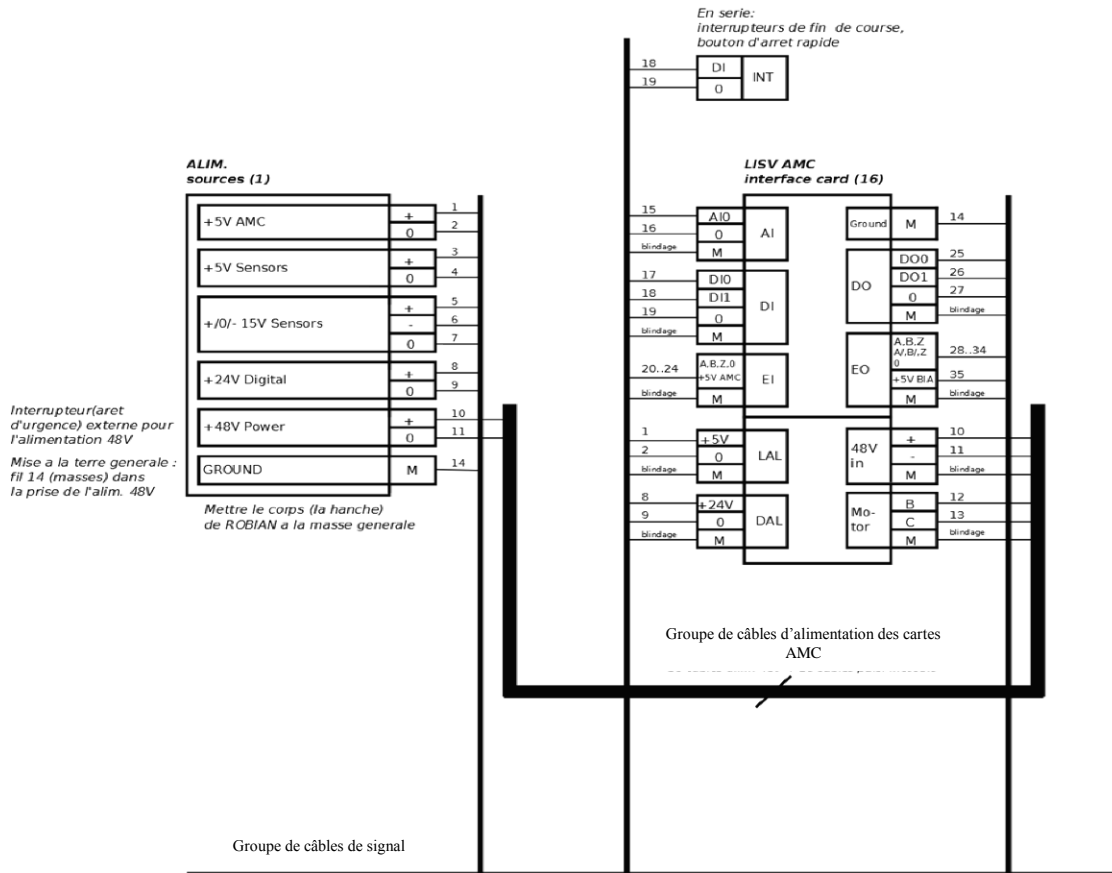 En serie:
interrupteurs de fin de course,
bouton d'arret rapide
18 DI INT
19 0
ALIM.
sources (1)
+5V AMC + 1
0 2
+5V Sensors + 3
0 4
+/0/- 15V Sensors + 5
- 6
0 7
+24V Digital + 8
0 9
+48V Power + 10
0 11
GROUND M 14
Interrupteur(aret
d'urgence) externe pour
l'alimentation 48V
Mise a la terre generale :
fil 14 (masses) dans
la prise de l'alim. 48V
Mettre le corps (la hanche)
de ROBIAN a la masse generale
LISV AMC
interface card (16)
15 AI0 AI
16 0
blindage M
17 DI0 DI
18 DI1
19 0
blindage M
20..24 A,B,Z,0 EI
+5V AMC
blindage M
1 +5V LAL
2 0
blindage M
8 +24V DAL
9 0
blindage M
Ground M 14
DO DO0 25
DO1 26
0 27
M blindage
EO A,B,Z
A/,B/,Z 28..34
0
+5V BIA 35
M blindage
48V + 10
in - 11
M blindage
Mo- B 12
tor C 13
M blindage
Groupe de câbles d’alimentation des cartes
AMC
Groupe de câbles de signal